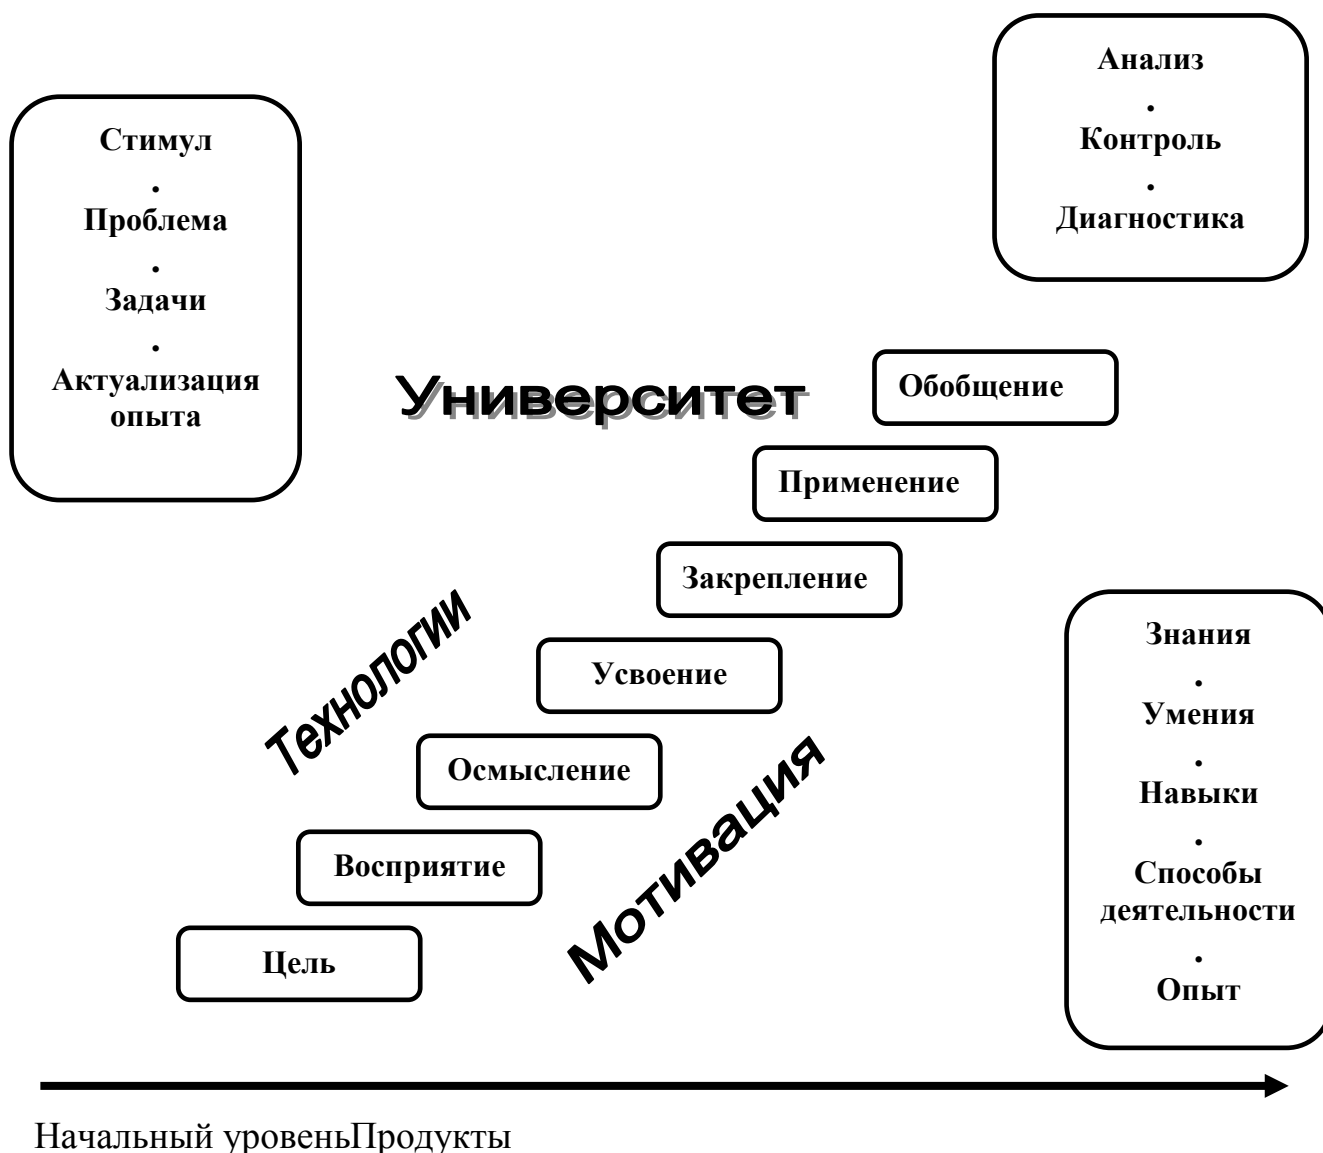 Анализ
.
Контроль
.
Диагностика
Стимул
.
Проблема
.
Задачи
.
Актуализация
опыта
Университет
Обобщение
Применение
Закрепление
Усвоение
Осмысление
Восприятие
Цель
Технологии
Мотивация
Знания
.
Умения
.
Навыки
.
Способы
деятельности
.
Опыт
Начальный уровеньПродукты